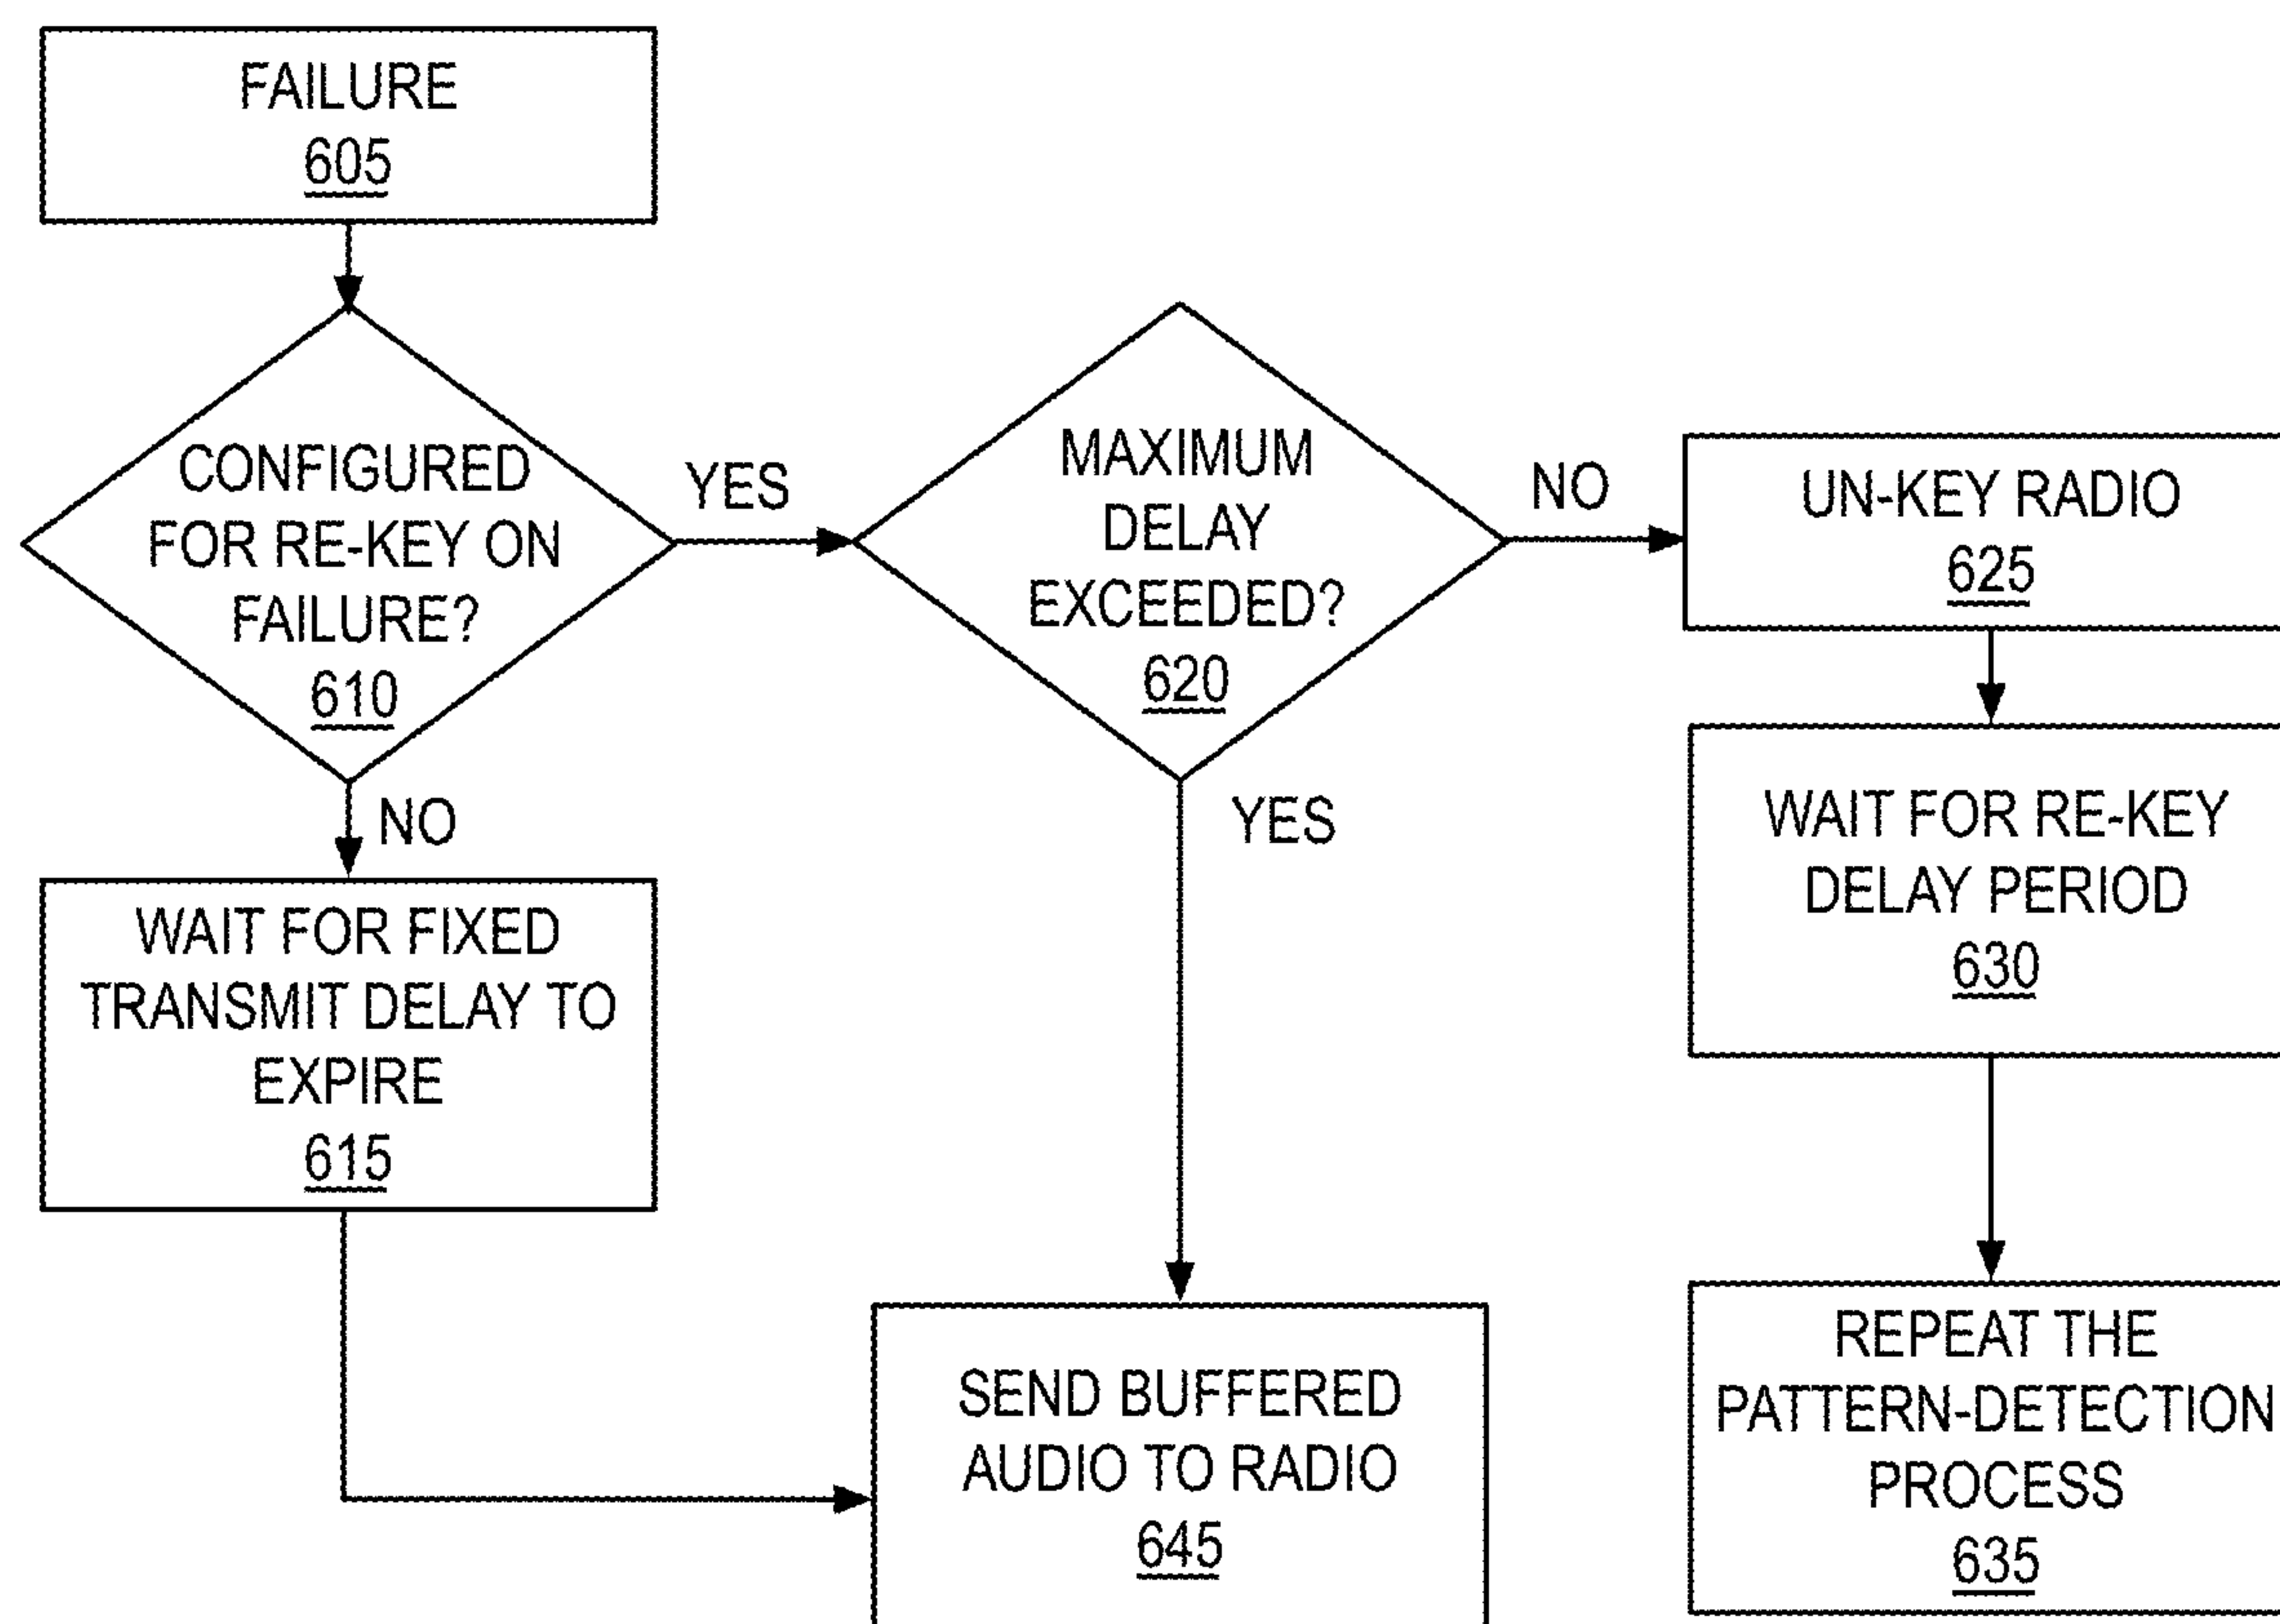 FAILURE
605
CONFIGURED
FOR RE-KEY ON
FAILURE?
610
YES
NO
WAIT FOR FIXED
TRANSMIT DELAY TO
EXPIRE
615
MAXIMUM
DELAY
EXCEEDED?
620
NO
YES
UN-KEY RADIO
625
WAIT FOR RE-KEY
DELAY PERIOD
630
REPEAT THE
PATTERN-DETECTION
PROCESS
635
SEND BUFFERED
AUDIO TO RADIO
645